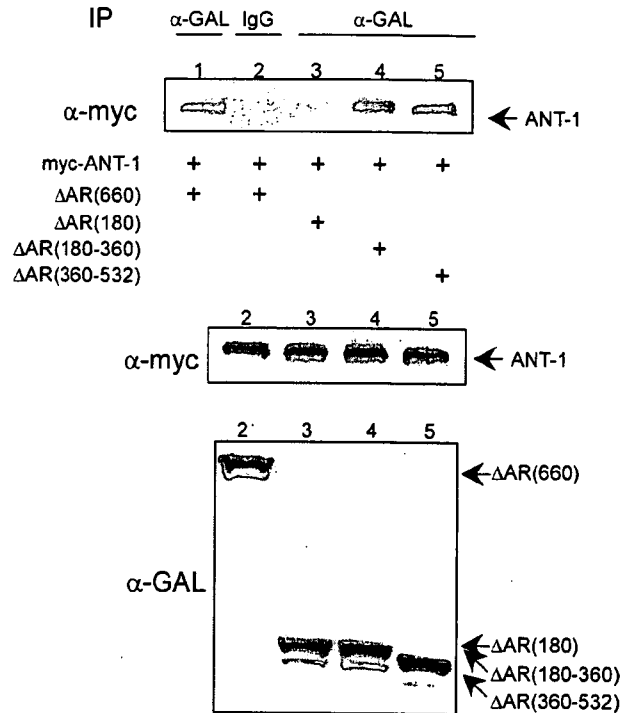 IP α-GAL IgG α-GAL
1 2 3 4 5
α-myc ANT-1
myc-ANT-1 + + + + +
ΔAR(660) + +
ΔAR(180) +
ΔAR(180-360) +
ΔAR(360-532) +
2 3 4 5
α-myc ANT-1
2 3 4 5
ΔAR(660)
α-GAL
ΔAR(180)
ΔAR(180-360)
ΔAR(360-532)